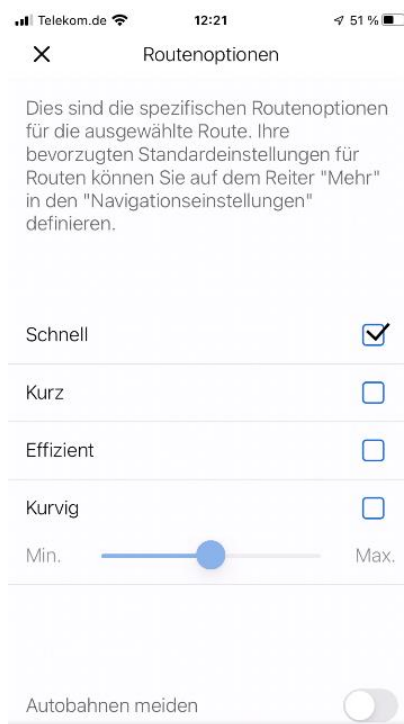 Telekom.de 12:21 51 %
Routenoptionen
Dies sind die spezifischen Routenoptionen
für die ausgewählte Route. Ihre
bevorzugten Standardeinstellungen für
Routen können Sie auf dem Reiter "Mehr"
in den "Navigationseinstellungen"
definieren.
Schnell
Kurz
Effizient
Kurvig
Min. Max.
Autobahnen meiden